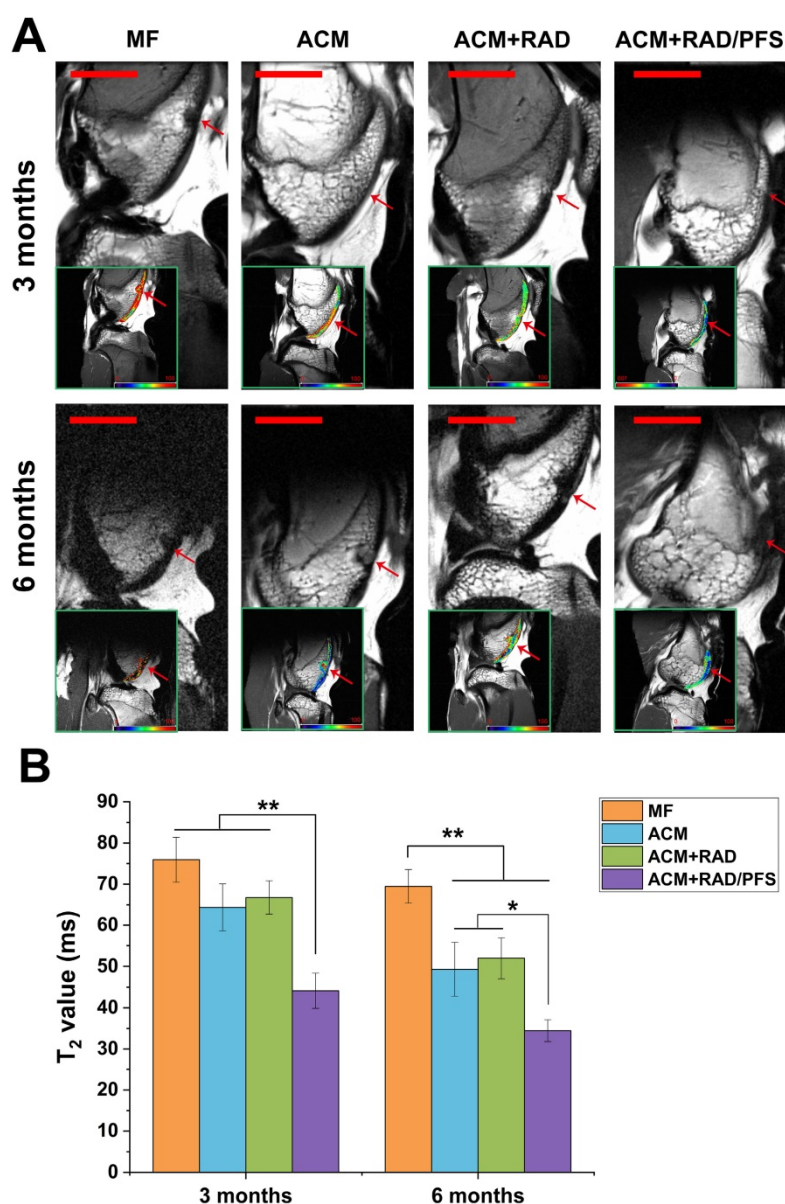 A
MF ACM ACM+RAD ACM+RAD/PFS
3 months
6 months
B
90
80
70
60
50
40
30
20
10
0
T₂ value (ms)
**
**
*
3 months 6 months
MF
ACM
ACM+RAD
ACM+RAD/PFS